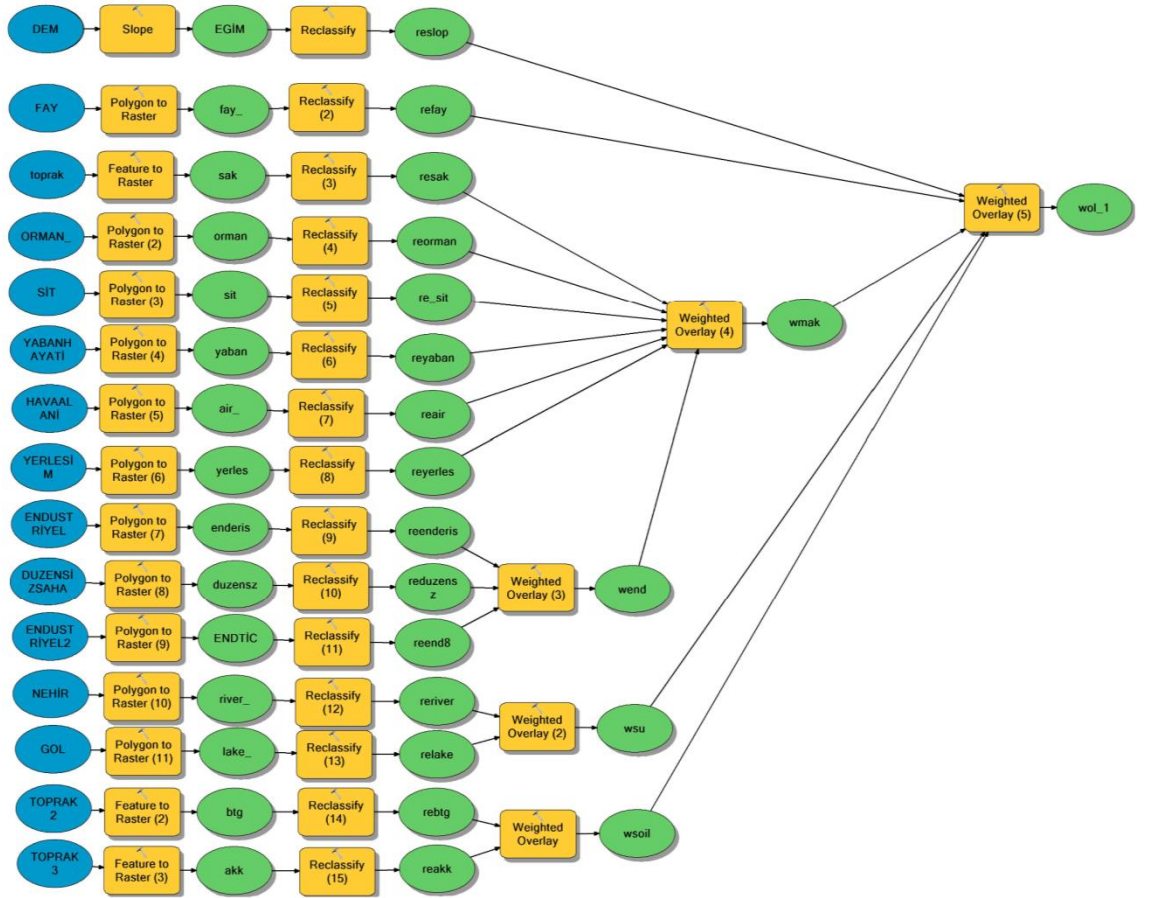 DEM
Slope
EGİM
Reclassify
reslop
FAY
Polygon to
Raster
fay_
Reclassify
(2)
refay
toprak
Feature to
Raster
sak
Reclassify
(3)
resak
Weighted
Overlay (5)
wol_1
ORMAN_
Polygon to
Raster (2)
orman
Reclassify
(4)
reorman
SİT
Polygon to
Raster (3)
sit
Reclassify
(5)
re_sit
Weighted
Overlay (4)
wmak
YABANH
AYATİ
Polygon to
Raster (4)
yaban
Reclassify
(6)
reyaban
HAVAAL
ANİ
Polygon to
Raster (5)
air_
Reclassify
(7)
reair
YERLESİ
M
Polygon to
Raster (6)
yerles
Reclassify
(8)
reyerles
ENDUST
RİYEL
Polygon to
Raster (7)
enderis
Reclassify
(9)
reenderis
DUZENSİ
ZSAHA
Polygon to
Raster (8)
duzensz
Reclassify
(10)
reduzens
z
Weighted
Overlay (3)
wend
ENDUST
RİYEL2
Polygon to
Raster (9)
ENDTİC
Reclassify
(11)
reend8
NEHİR
Polygon to
Raster (10)
river_
Reclassify
(12)
reriver
Weighted
Overlay (2)
wsu
GOL
Polygon to
Raster (11)
lake_
Reclassify
(13)
relake
TOPRAK
2
Feature to
Raster (2)
btg
Reclassify
(14)
rebtg
Weighted
Overlay
wsoil
TOPRAK
3
Feature to
Raster (3)
akk
Reclassify
(15)
reakk